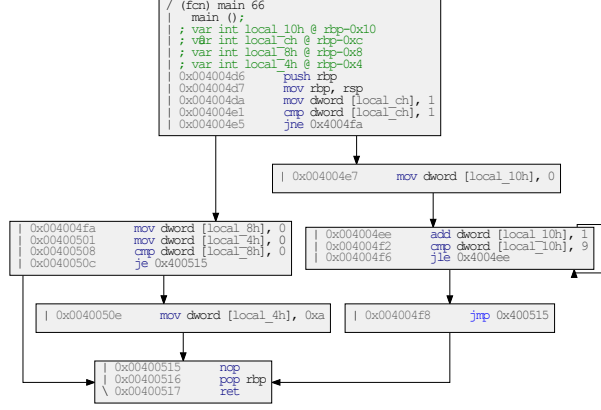 / (fcn) main 66
| main ();
| ; var int local_10h @ rbp-0x10
| ; var int local_ch @ rbp-0xc
| ; var int local_8h @ rbp-0x8
| ; var int local_4h @ rbp-0x4
| 0x004004d6 push rbp
| 0x004004d7 mov rbp, rsp
| 0x004004da mov dword [local_ch], 1
| 0x004004e1 cmp dword [local_ch], 1
| 0x004004e5 jne 0x4004fa
| 0x004004e7 mov dword [local_10h], 0
| 0x004004fa mov dword [local_8h], 0
| 0x00400501 mov dword [local_4h], 0
| 0x00400508 cmp dword [local_8h], 0
| 0x0040050c je 0x400515
| 0x004004ee add dword [local_10h], 1
| 0x004004f2 cmp dword [local_10h], 9
| 0x004004f6 jle 0x4004ee
| 0x0040050e mov dword [local_4h], 0xa
| 0x004004f8 jmp 0x400515
| 0x00400515 nop
| 0x00400516 pop rbp
\ 0x00400517 ret